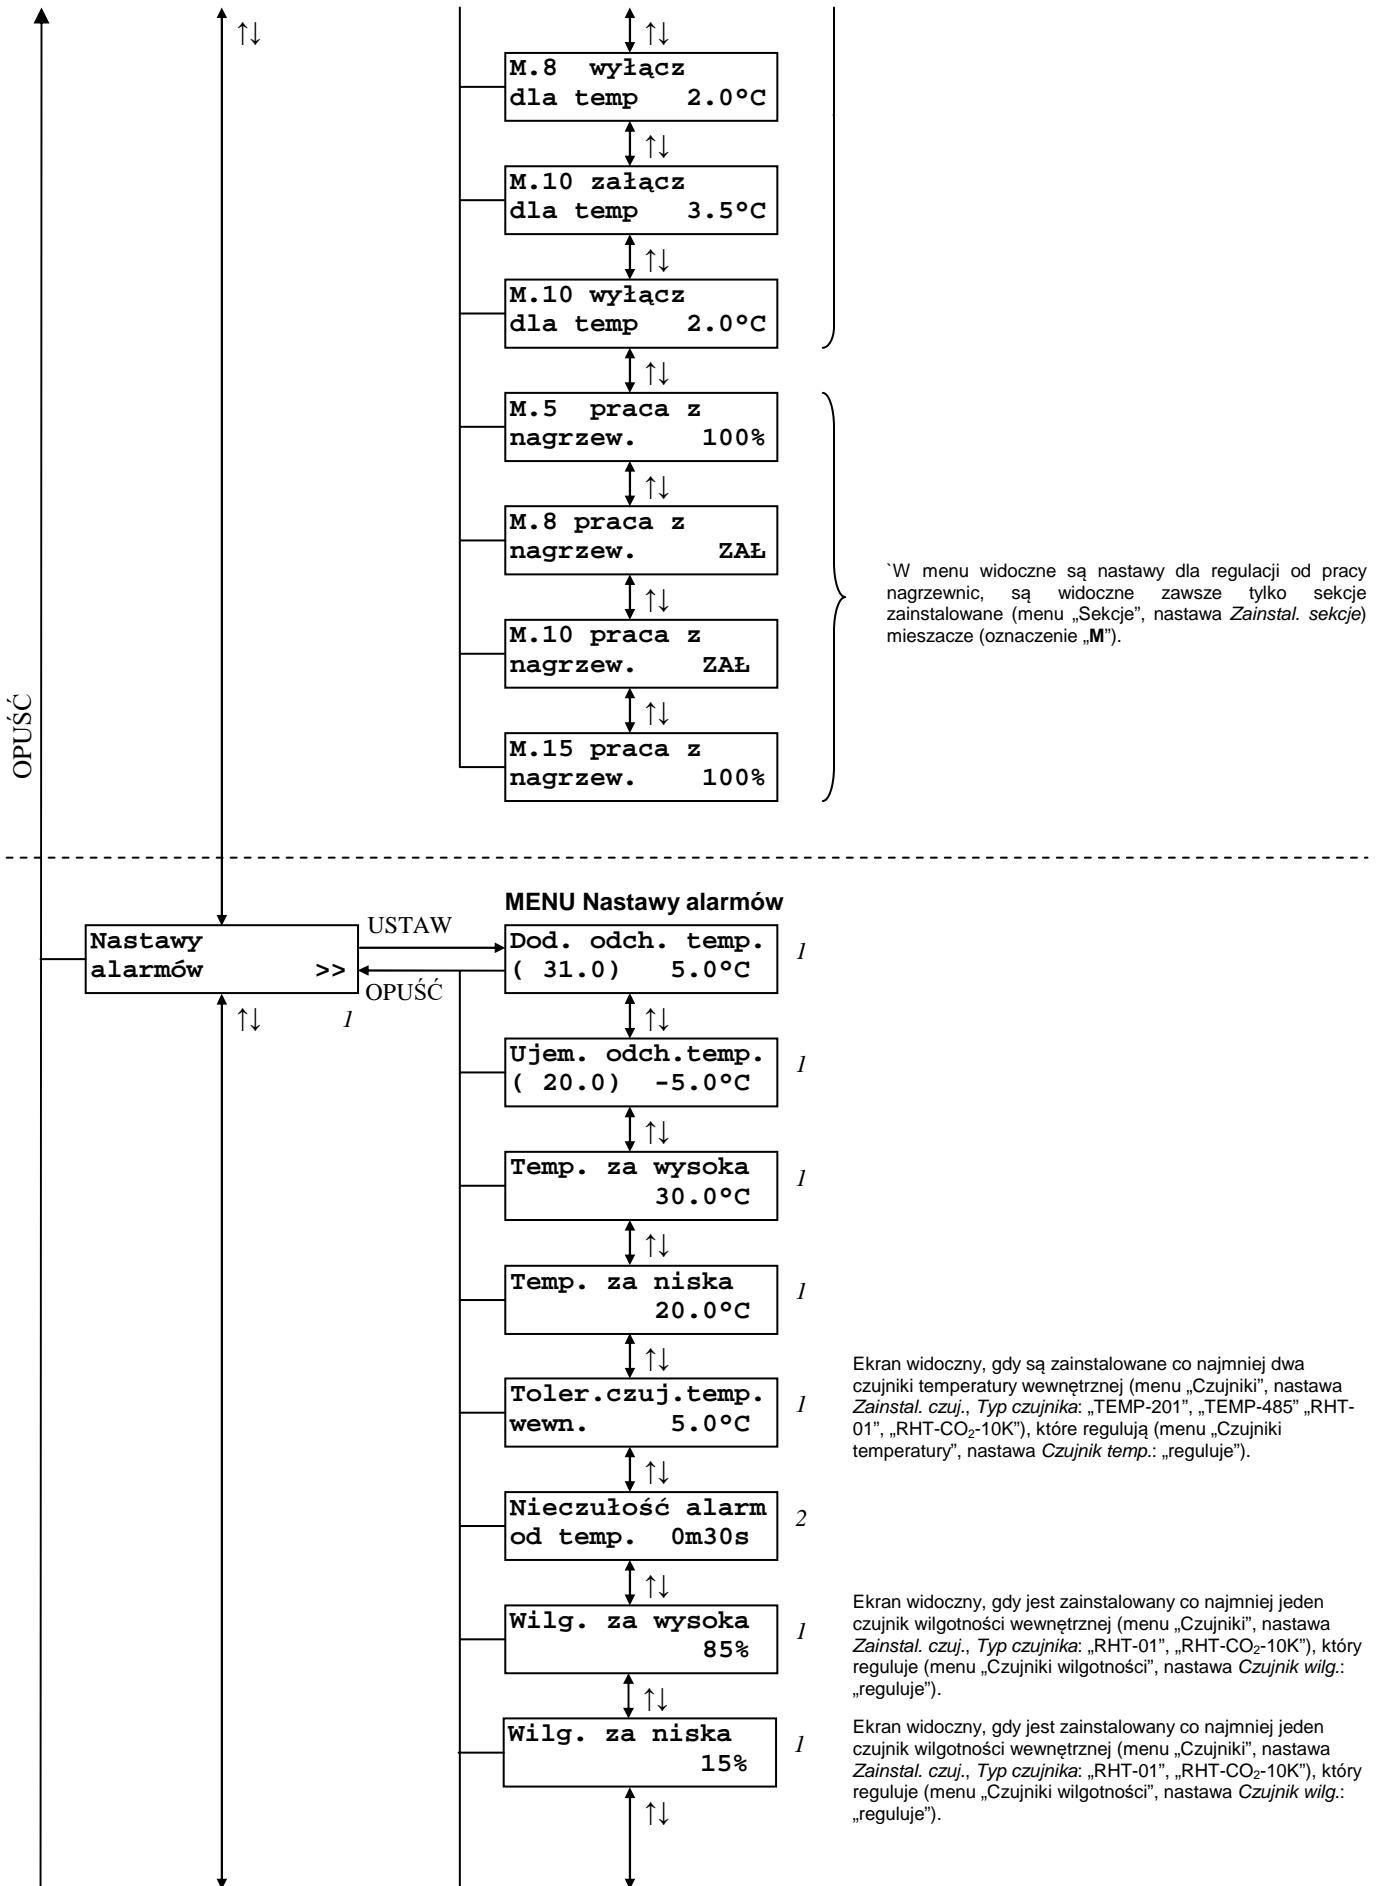 ↑↓
↑↓
M.8  wyłącz
dla temp   2.0°C
↑↓
M.10 załącz
dla temp   3.5°C
↑↓
M.10 wyłącz
dla temp   2.0°C
↑↓
M.5  praca z
nagrzew.    100%
↑↓
M.8 praca z
nagrzew.     ZAŁ
↑↓
M.10 praca z
nagrzew.    ZAŁ
↑↓
M.15 praca z
nagrzew.    100%
`W menu widoczne są nastawy dla regulacji od pracy
nagrzewnic, są widoczne zawsze tylko sekcje
zainstalowane (menu „Sekcje”, nastawa Zainstal. sekcje)
mieszacze (oznaczenie „M”).
OPUŚĆ
MENU Nastawy alarmów
Nastawy
alarmów       >>
1
↑↓
USTAW
OPUŚĆ
Dod. odch. temp.
( 31.0)   5.0°C
1
↑↓
Ujem. odch.temp.
( 20.0)  -5.0°C
1
↑↓
Temp. za wysoka
30.0°C
1
↑↓
Temp. za niska
20.0°C
1
↑↓
Toler.czuj.temp.
wewn.     5.0°C
1
Ekran widoczny, gdy są zainstalowane co najmniej dwa
czujniki temperatury wewnętrznej (menu „Czujniki”, nastawa
Zainstal. czuj., Typ czujnika: „TEMP-201”, „TEMP-485” „RHT-
01”, „RHT-CO₂-10K”), które regulują (menu „Czujniki
temperatury”, nastawa Czujnik temp.: „reguluje”).
↑↓
Nieczułość alarm
od temp.  0m30s
2
↑↓
Wilg. za wysoka
85%
1
Ekran widoczny, gdy jest zainstalowany co najmniej jeden
czujnik wilgotności wewnętrznej (menu „Czujniki”, nastawa
Zainstal. czuj., Typ czujnika: „RHT-01”, „RHT-CO₂-10K”), który
reguluje (menu „Czujniki wilgotności”, nastawa Czujnik wilg.:
„reguluje”).
↑↓
Wilg. za niska
15%
1
Ekran widoczny, gdy jest zainstalowany co najmniej jeden
czujnik wilgotności wewnętrznej (menu „Czujniki”, nastawa
Zainstal. czuj., Typ czujnika: „RHT-01”, „RHT-CO₂-10K”), który
reguluje (menu „Czujniki wilgotności”, nastawa Czujnik wilg.:
„reguluje”).
↑↓